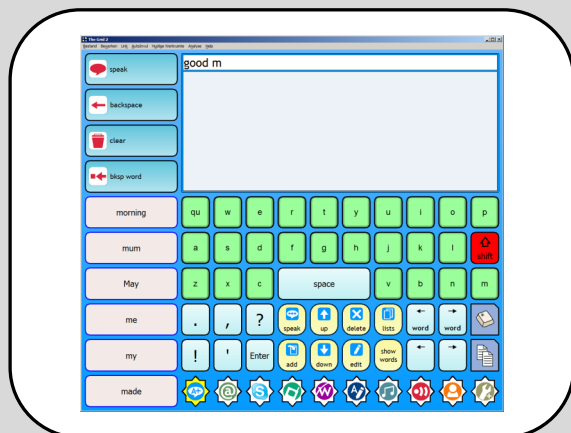 The Grid 2
speak
good m
backspace
clear
bksp word
morning
qu w e r t y u i o p
mum
a s d f g h j k l shift
May
z x c space v b n m
me
. , ? speak up delete lists word word
my
! ' Enter add down edit show words
made